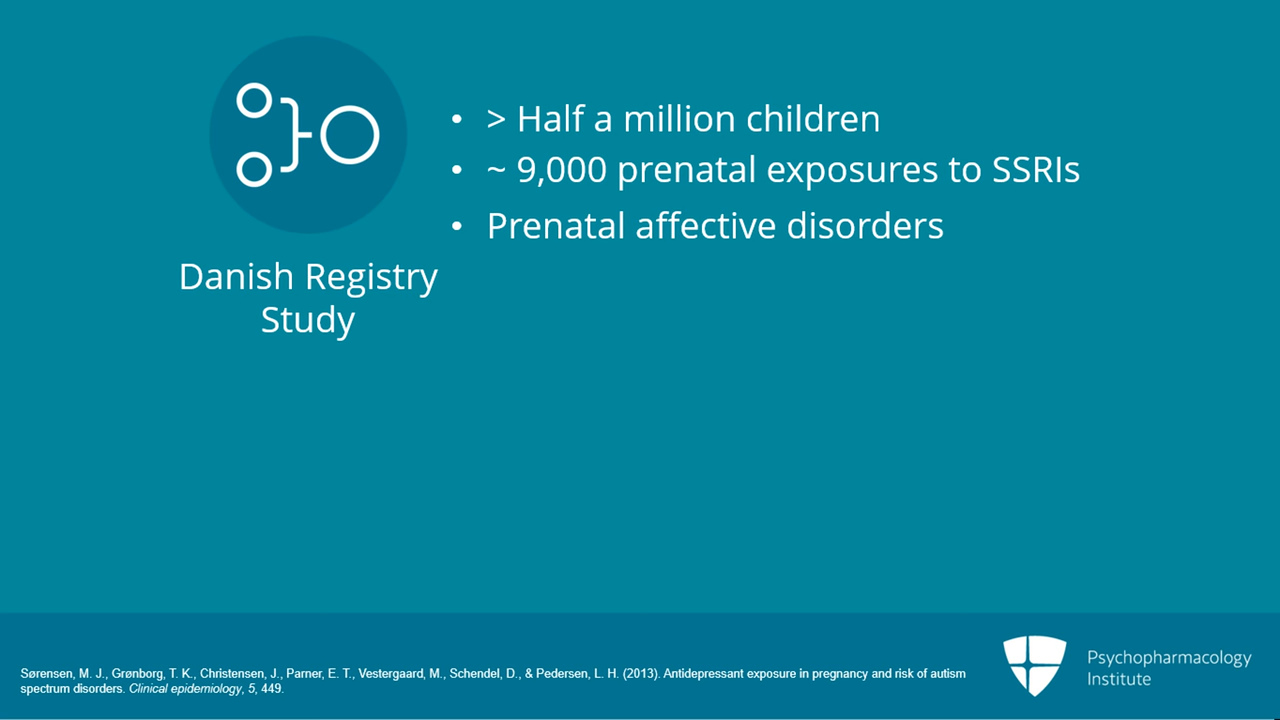 • > Half a million children
• ~ 9,000 prenatal exposures to SSRIs
• Prenatal affective disorders
Danish Registry
Study
Sørensen, M. J., Grønborg, T. K., Christensen, J., Parner, E. T., Vestergaard, M., Schendel, D., & Pedersen, L. H. (2013). Antidepressant exposure in pregnancy and risk of autism
spectrum disorders. Clinical epidemiology, 5, 449.
Psychopharmacology
Institute